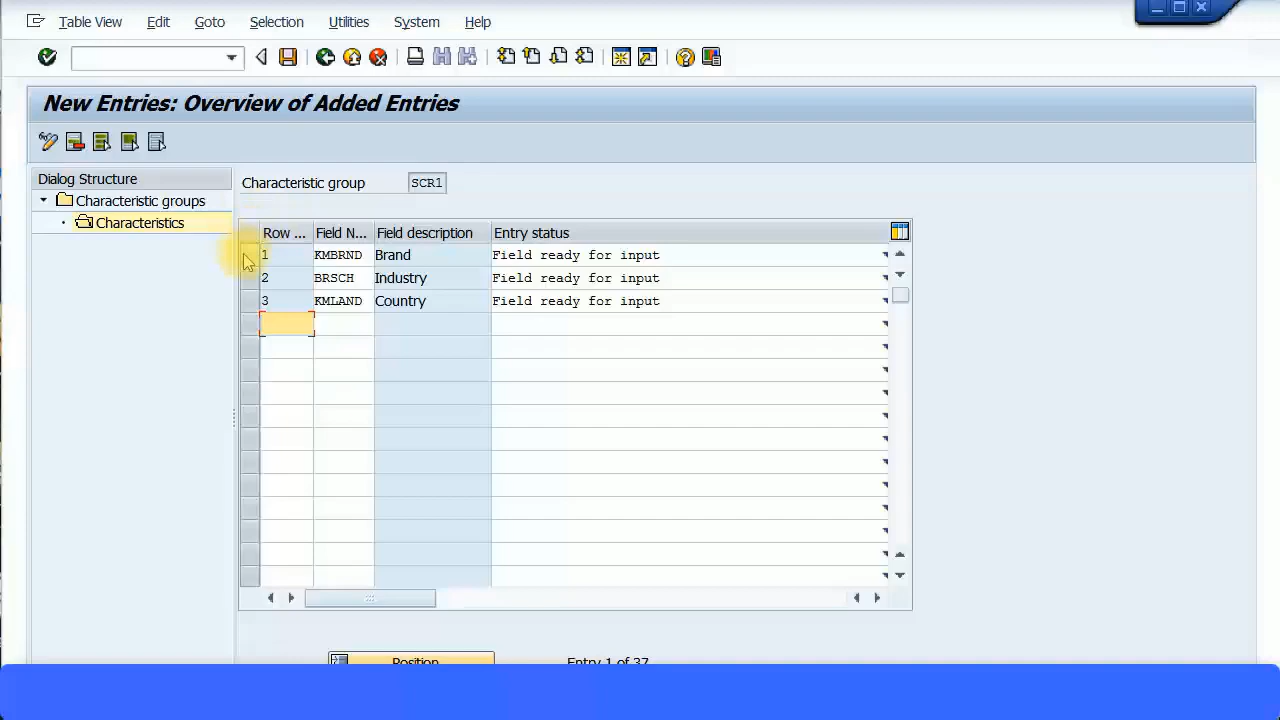 Table View Edit Goto Selection Utilities System Help
New Entries: Overview of Added Entries
Dialog Structure
Characteristic groups
Characteristics
Characteristic group SCR1
Row ... Field N... Field description Entry status
1 KMBRND Brand Field ready for input
2 BRSCH Industry Field ready for input
3 KMLAND Country Field ready for input
Position Entry 1 of 37